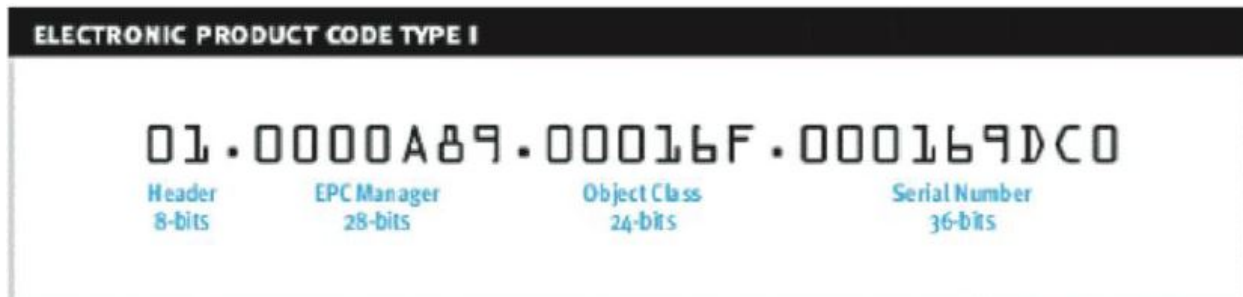 ELECTRONIC PRODUCT CODE TYPE I
01.0000A89.00016F.000169DC0
Header EPC Manager Object Class Serial Number
8-bits 28-bits 24-bits 36-bits